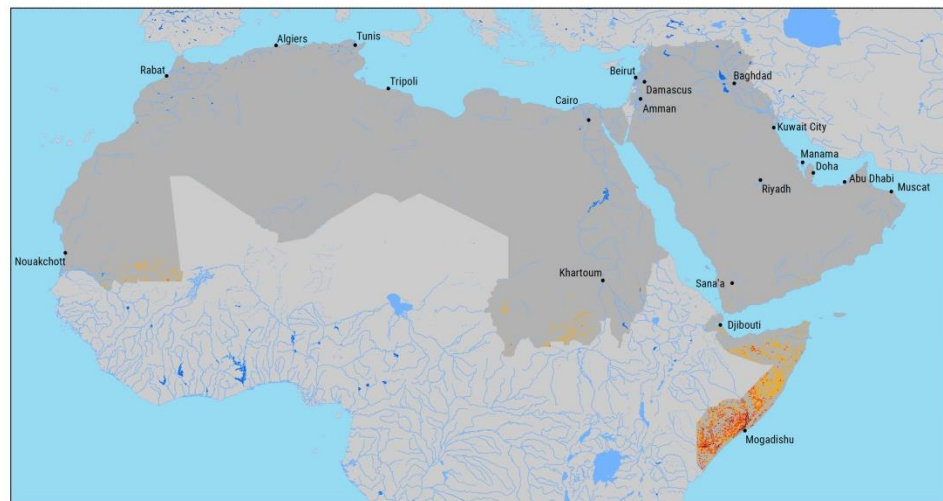 Algiers
Tunis
Rabat
Tripoli
Beirut
Damascus
Baghdad
Amman
Cairo
Kuwait City
Manama
Doha
Abu Dhabi
Riyadh
Muscat
Nouakchott
Khartoum
Sana'a
Djibouti
Mogadishu